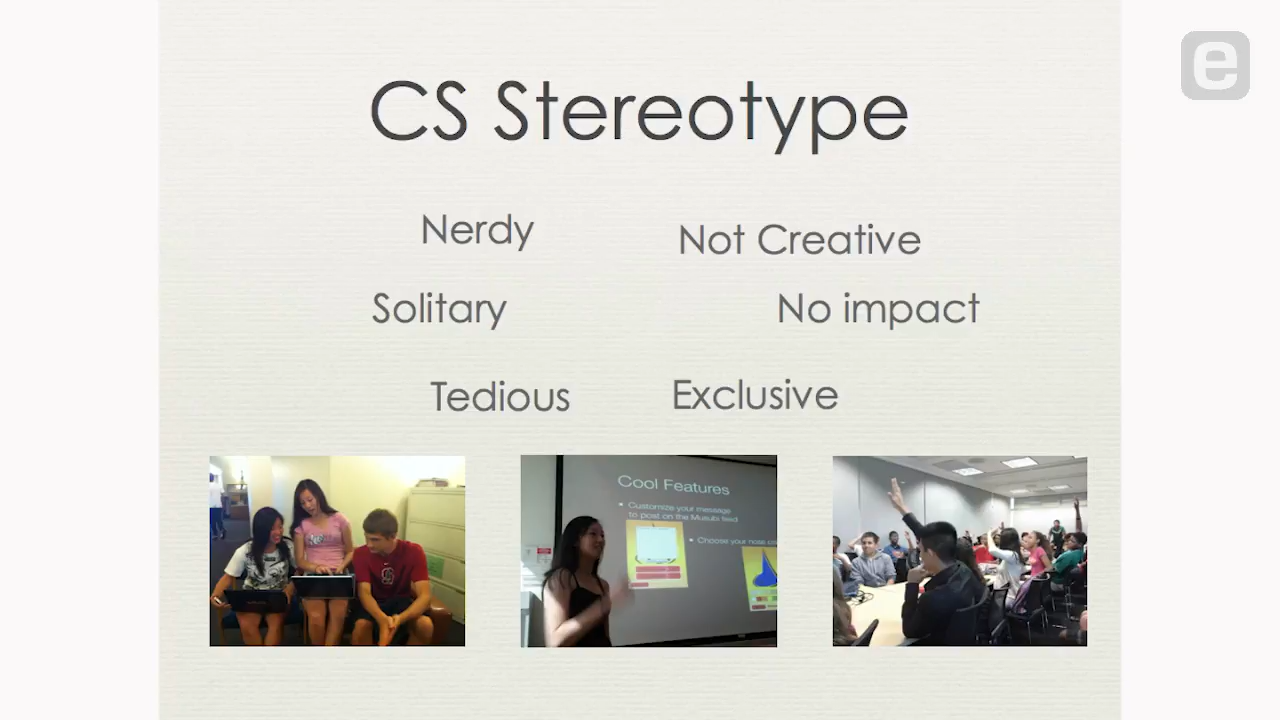 e
CS Stereotype
Nerdy
Not Creative
Solitary
No impact
Tedious
Exclusive
Cool Features
Customize your message
to post on the Musubi feed
Choose your nose